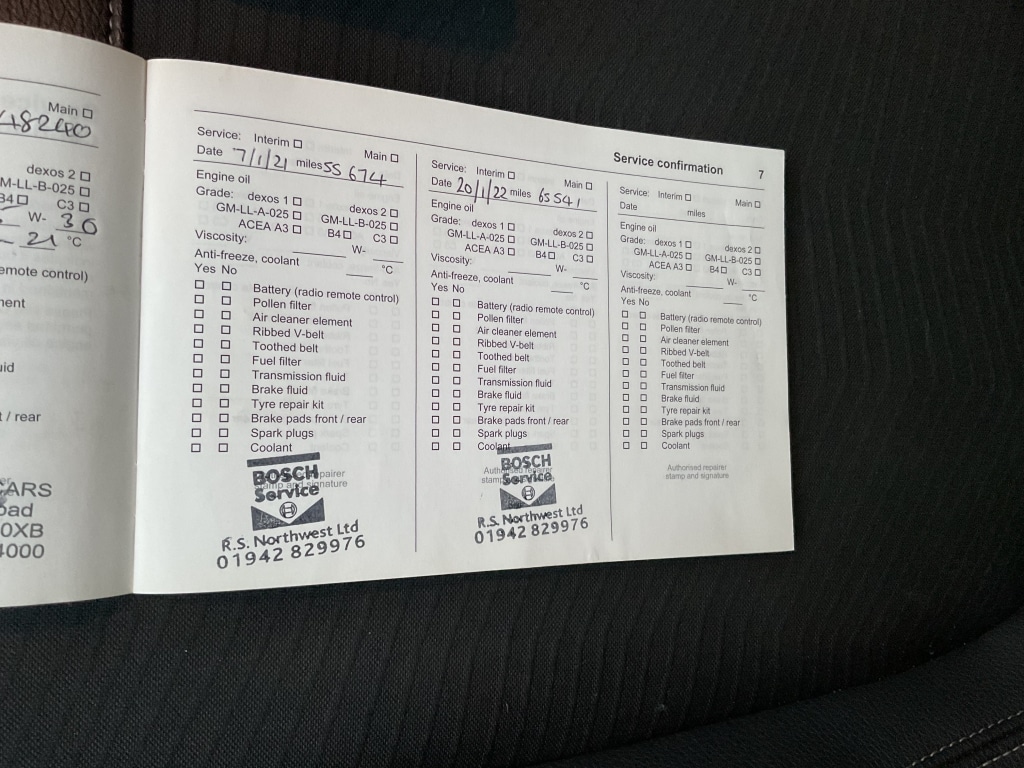 Main
48240
dexos 2
M-LL-B-025
B4 C3
W- 30
- 21 °C
emote control)
ment
uid
t / rear
ARS
oad
0XB
4000
Service confirmation 7
Service: Interim Main
Date 7/1/21 miles 55 674
Engine oil
Grade: dexos 1 dexos 2
GM-LL-A-025 GM-LL-B-025
ACEA A3 B4 C3
Viscosity: W-
Anti-freeze, coolant °C
Yes No
Battery (radio remote control)
Pollen filter
Air cleaner element
Ribbed V-belt
Toothed belt
Fuel filter
Transmission fluid
Brake fluid
Tyre repair kit
Brake pads front / rear
Spark plugs
Coolant
BOSCH
Service
repairer
stamp and signature
R.S. Northwest Ltd
01942 829976
Service: Interim Main
Date 20/1/22 miles 65541
Engine oil
Grade: dexos 1 dexos 2
GM-LL-A-025 GM-LL-B-025
ACEA A3 B4 C3
Viscosity: W-
Anti-freeze, coolant °C
Yes No
Battery (radio remote control)
Pollen filter
Air cleaner element
Ribbed V-belt
Toothed belt
Fuel filter
Transmission fluid
Brake fluid
Tyre repair kit
Brake pads front / rear
Spark plugs
Coolant
BOSCH
Service
R.S. Northwest Ltd
01942 829976
Service: Interim Main
Date miles
Engine oil
Grade: dexos 1 dexos 2
GM-LL-A-025 GM-LL-B-025
ACEA A3 B4 C3
Viscosity: W-
Anti-freeze, coolant °C
Yes No
Battery (radio remote control)
Pollen filter
Air cleaner element
Ribbed V-belt
Toothed belt
Fuel filter
Transmission fluid
Brake fluid
Tyre repair kit
Brake pads front / rear
Spark plugs
Coolant
Authorised repairer
stamp and signature